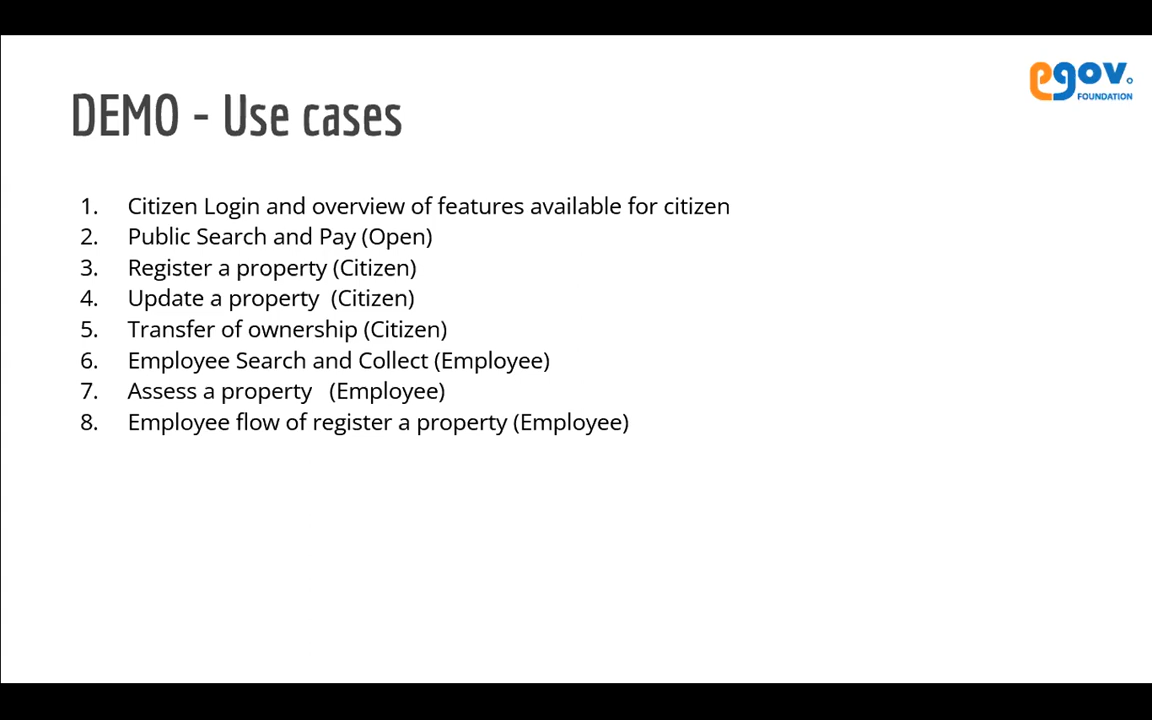 egov.
FOUNDATION
DEMO - Use cases
1. Citizen Login and overview of features available for citizen
2. Public Search and Pay (Open)
3. Register a property (Citizen)
4. Update a property  (Citizen)
5. Transfer of ownership (Citizen)
6. Employee Search and Collect (Employee)
7. Assess a property   (Employee)
8. Employee flow of register a property (Employee)